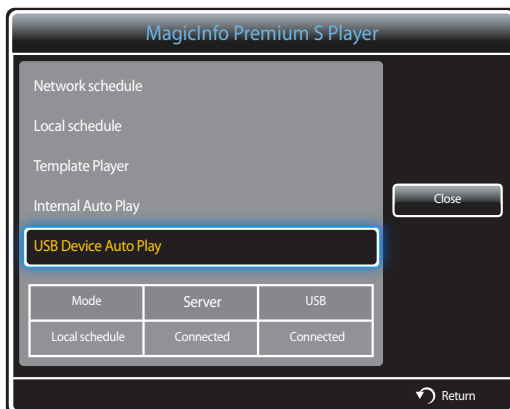 MagicInfo Premium S Player
Network schedule
Local schedule
Template Player
Internal Auto Play
Close
USB Device Auto Play
Mode Server USB
Local schedule Connected Connected
Return